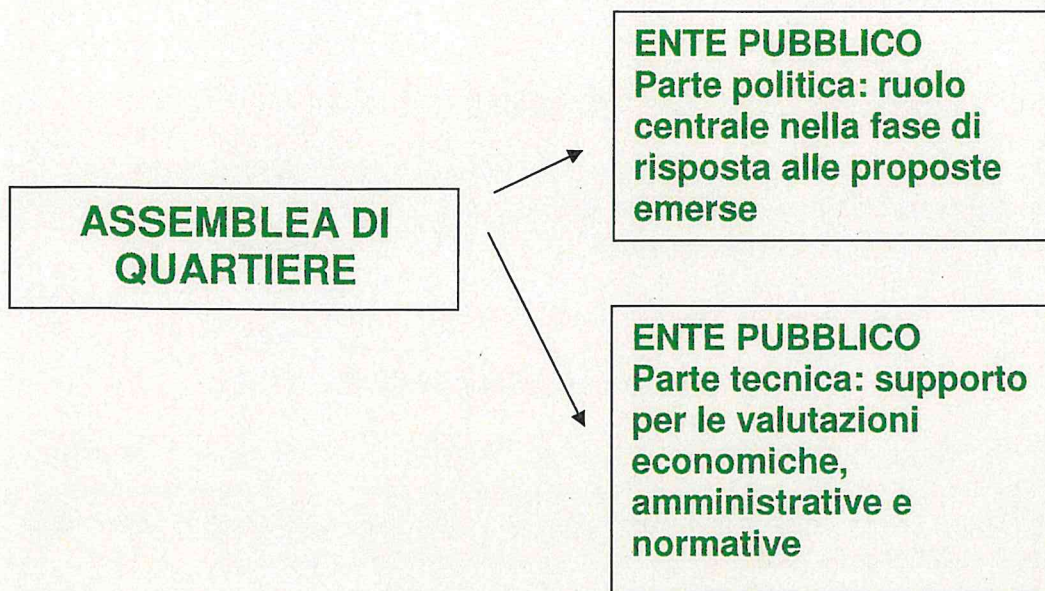 ASSEMBLEA DI
QUARTIERE
ENTE PUBBLICO
Parte politica: ruolo
centrale nella fase di
risposta alle proposte
emerse
ENTE PUBBLICO
Parte tecnica: supporto
per le valutazioni
economiche,
amministrative e
normative